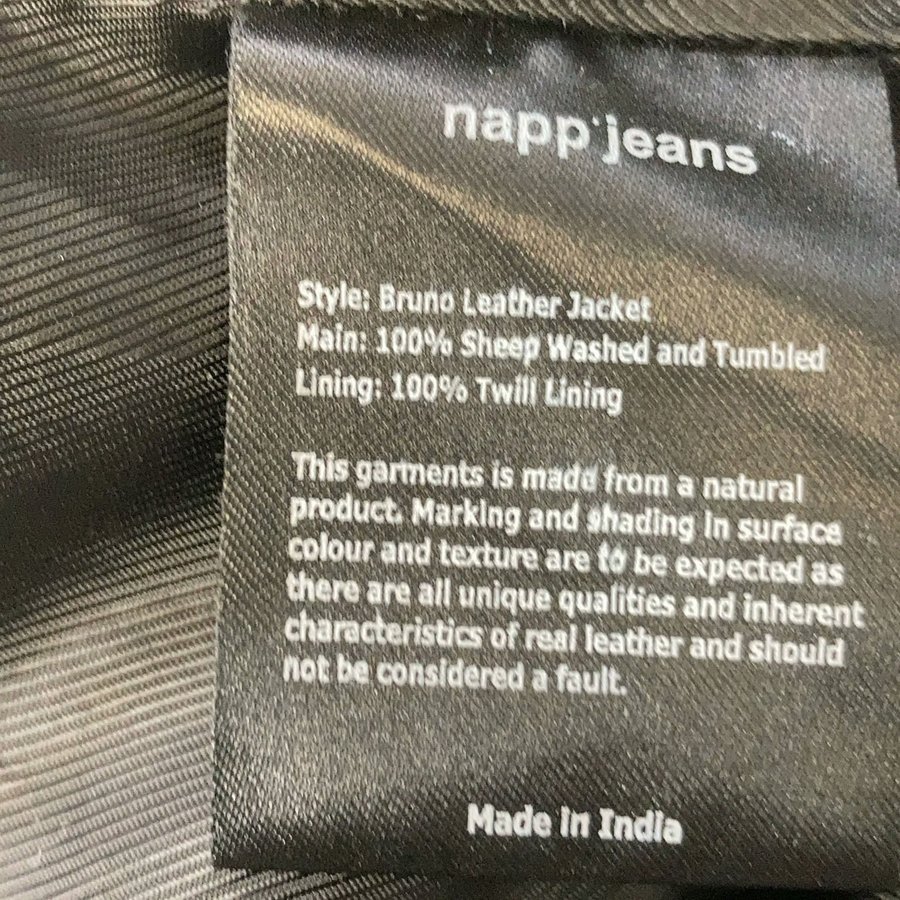 napp'jeans
Style: Bruno Leather Jacket
Main: 100% Sheep Washed and Tumbled
Lining: 100% Twill Lining
This garments is made from a natural
product. Marking and shading in surface
colour and texture are to be expected as
there are all unique qualities and inherent
characteristics of real leather and should
not be considered a fault.
Made in India